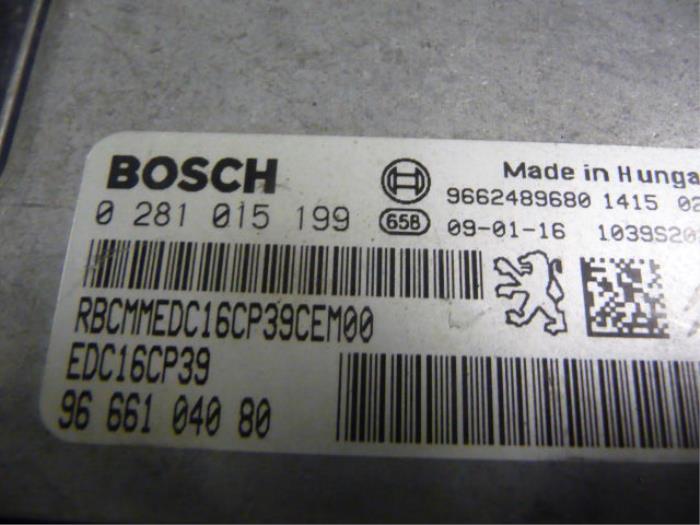 BOSCH
Made in Hunga
9662489680 1415 02
0 281 015 199
658 09-01-16 1039S20
RBCMMEDC16CP39CEM00
EDC16CP39
96 661 040 80